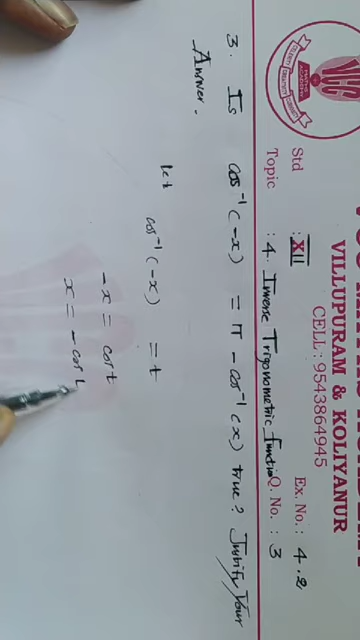 VCC
VILLUPURAM & KOLIYANUR
CELL : 9543864945
Std : XII
Ex. No. : 4.2
Topic : 4. Inverse Trigonometric Function
Q. No. : 3
3. Is cos⁻¹(-x) = π - cos⁻¹(x) true? Justify Your
Answer.
let cos⁻¹(-x) = t
-x = cos t
x = - cos t